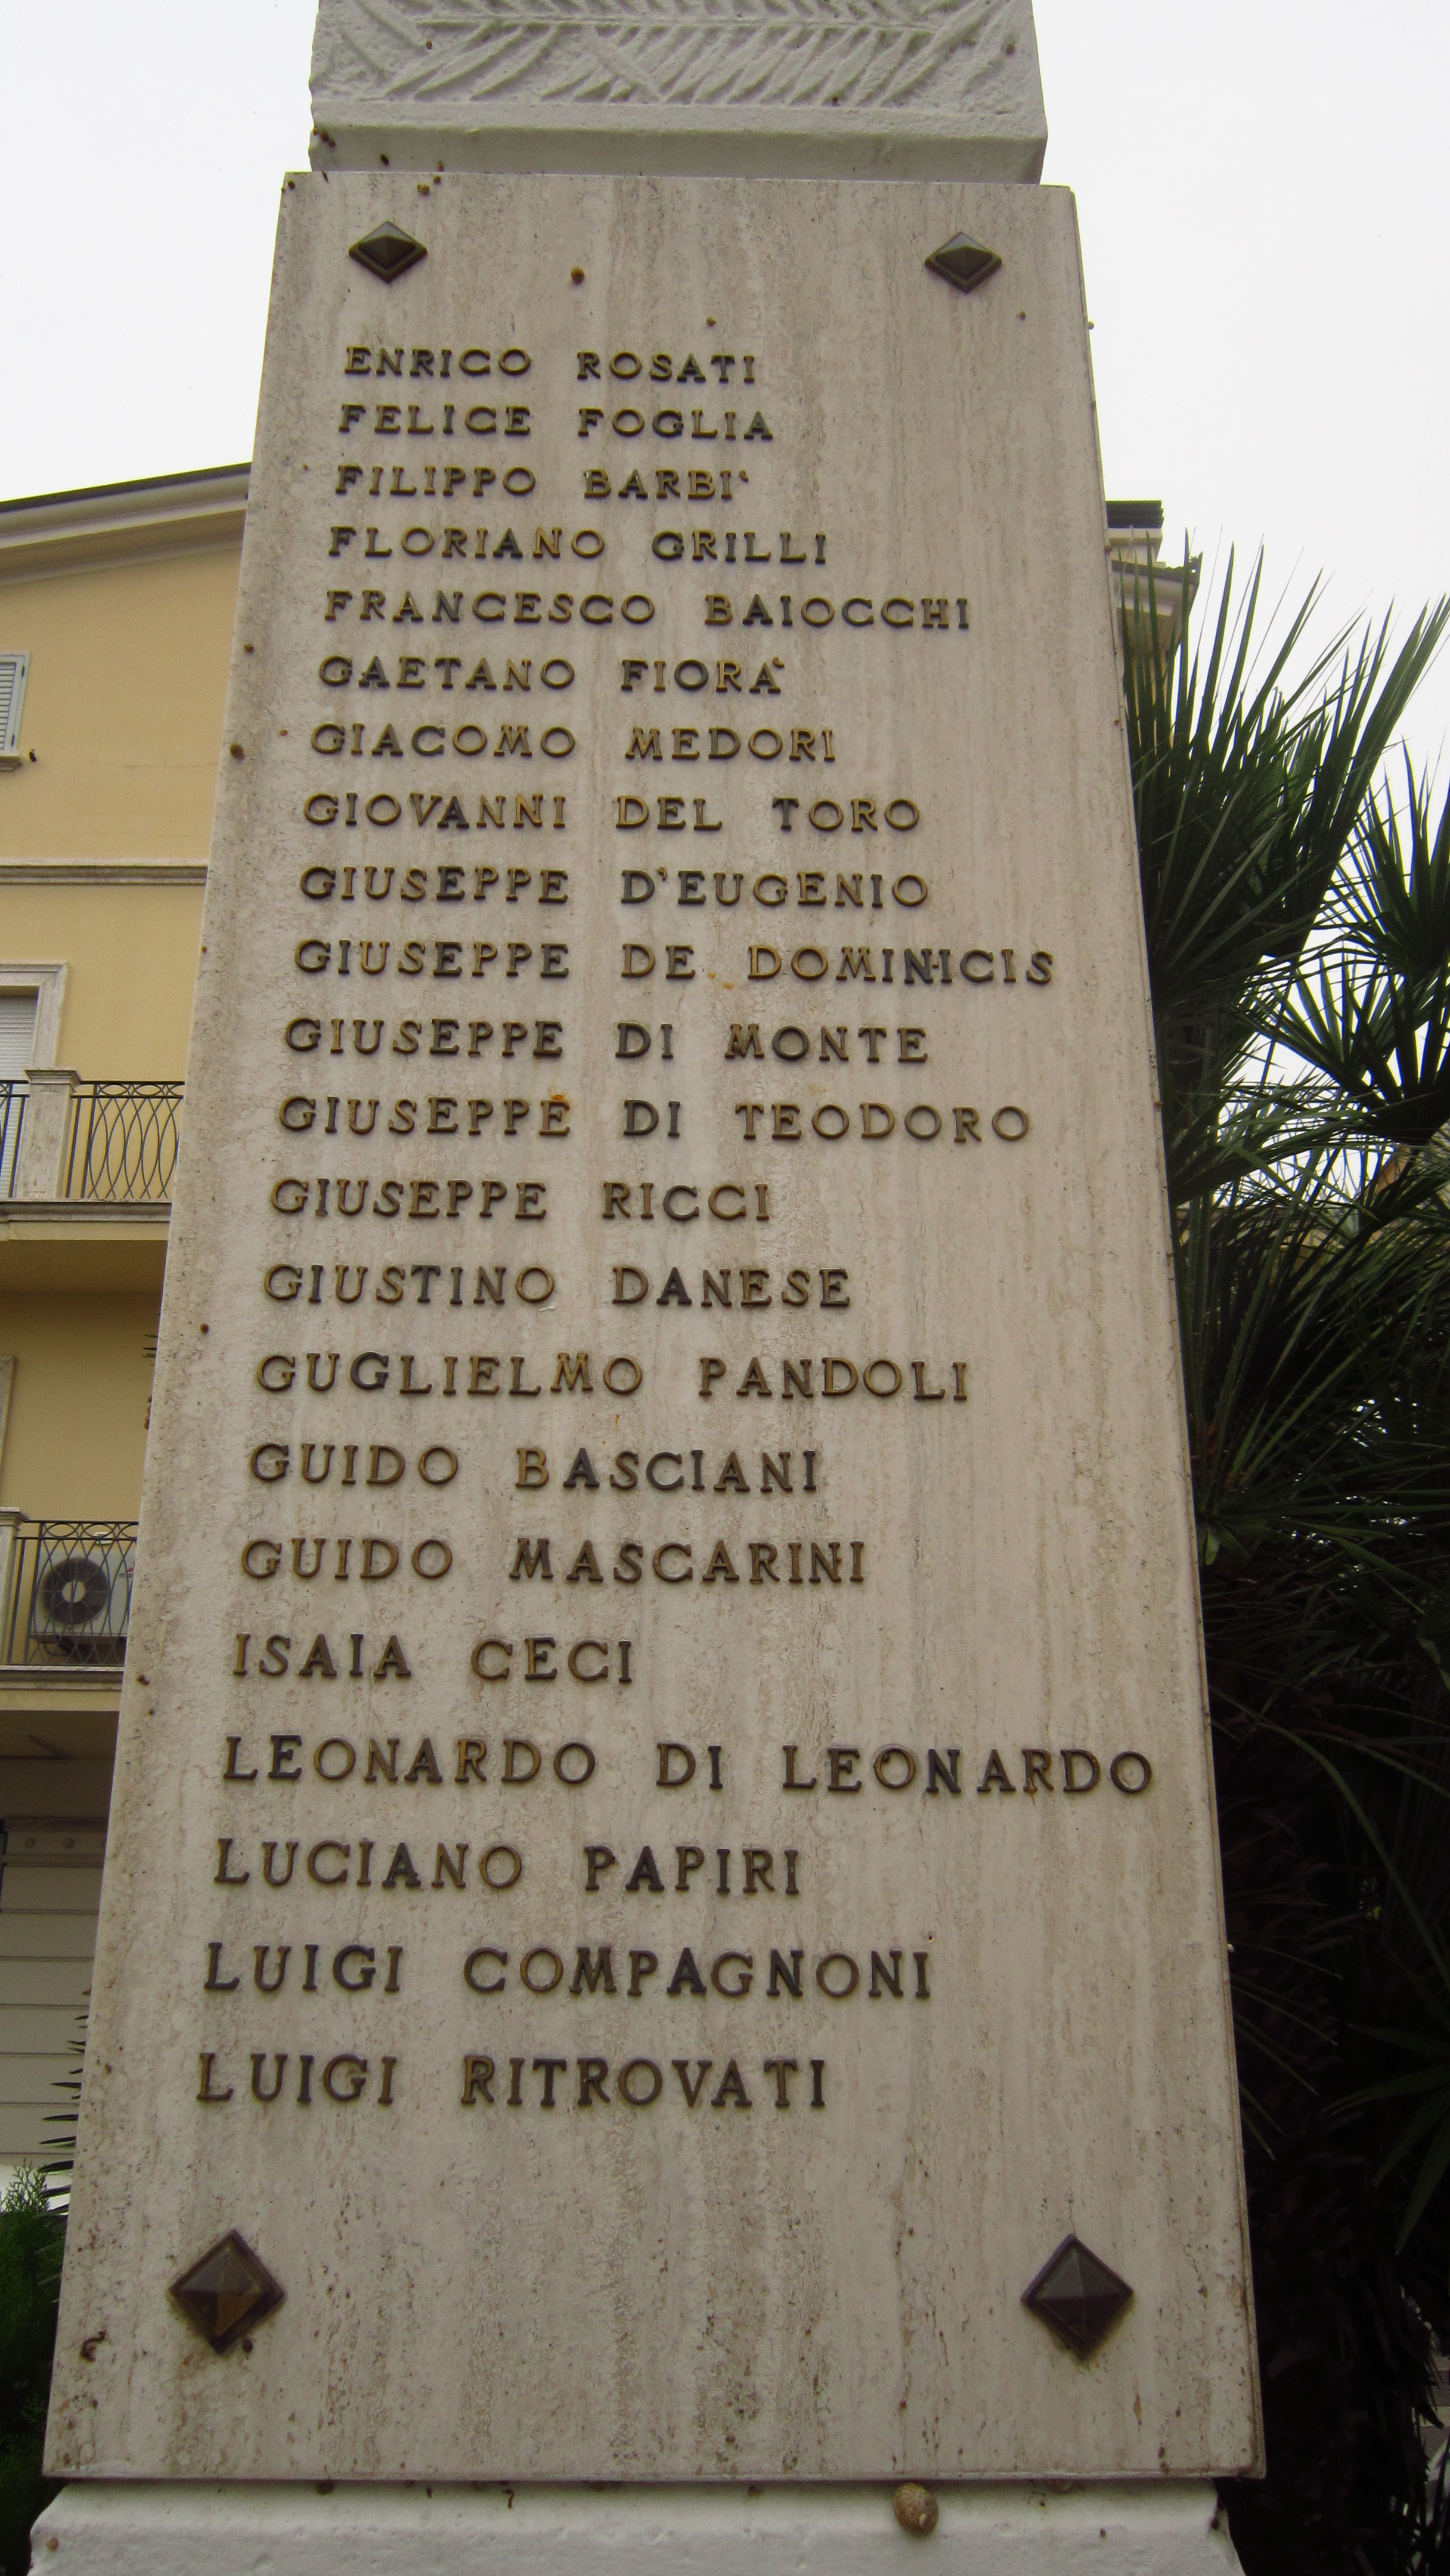 ENRICO ROSATI
FELICE FOGLIA
FILIPPO BARBI'
FLORIANO GRILLI
FRANCESCO BAIOCCHI
GAETANO FIORA'
GIACOMO MEDORI
GIOVANNI DEL TORO
GIUSEPPE D'EUGENIO
GIUSEPPE DE DOMINICIS
GIUSEPPE DI MONTE
GIUSEPPE DI TEODORO
GIUSEPPE RICCI
GIUSTINO DANESE
GUGLIELMO PANDOLI
GUIDO BASCIANI
GUIDO MASCARINI
ISAIA CECI
LEONARDO DI LEONARDO
LUCIANO PAPIRI
LUIGI COMPAGNONI
LUIGI RITROVATI